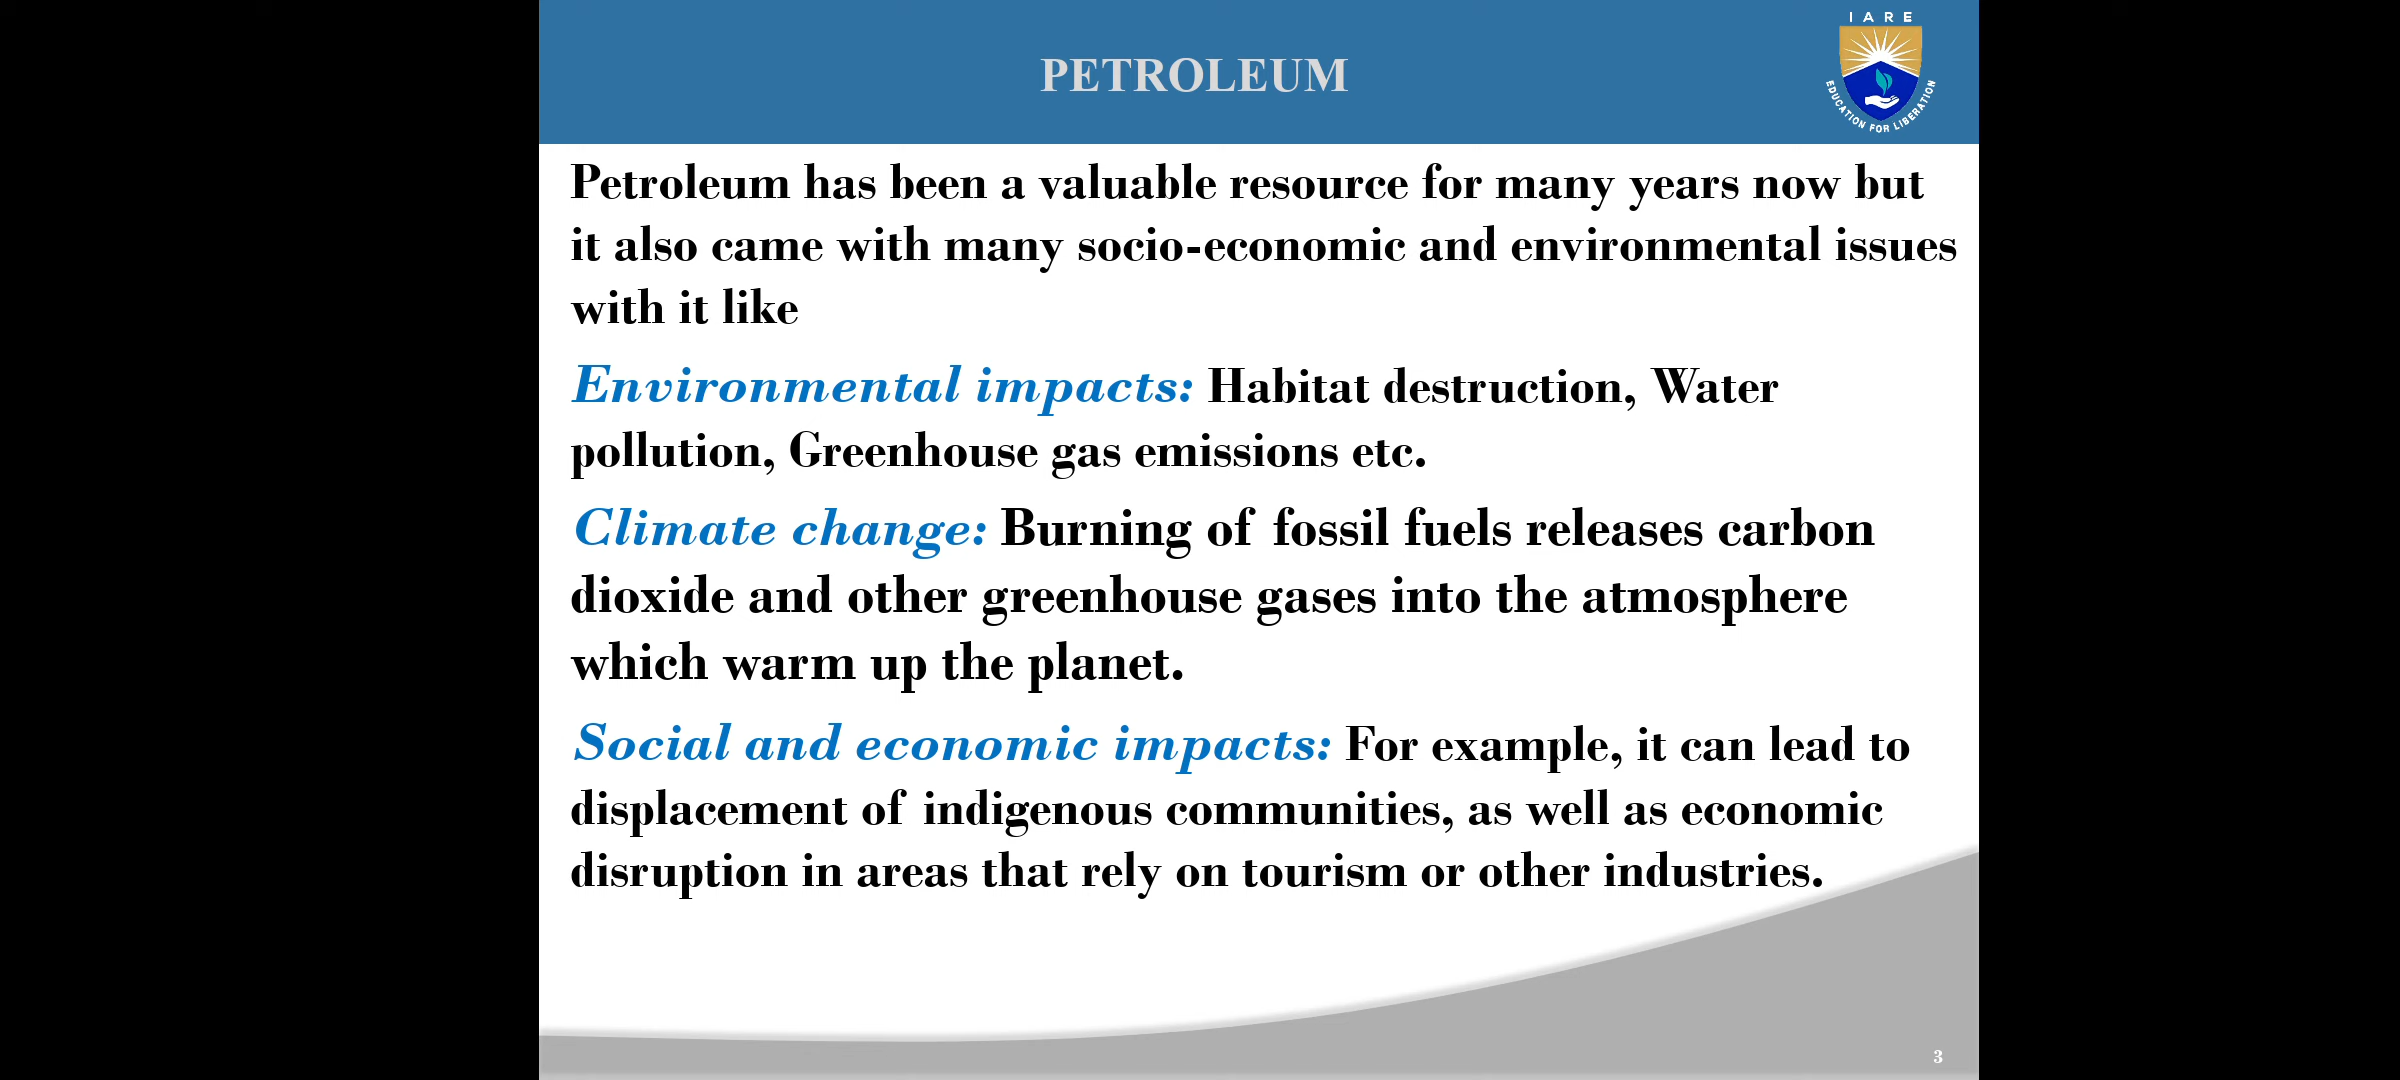 IARE
EDUCATION FOR LIBERATION
PETROLEUM
Petroleum has been a valuable resource for many years now but
it also came with many socio-economic and environmental issues
with it like
Environmental impacts: Habitat destruction, Water
pollution, Greenhouse gas emissions etc.
Climate change: Burning of fossil fuels releases carbon
dioxide and other greenhouse gases into the atmosphere
which warm up the planet.
Social and economic impacts: For example, it can lead to
displacement of indigenous communities, as well as economic
disruption in areas that rely on tourism or other industries.
3